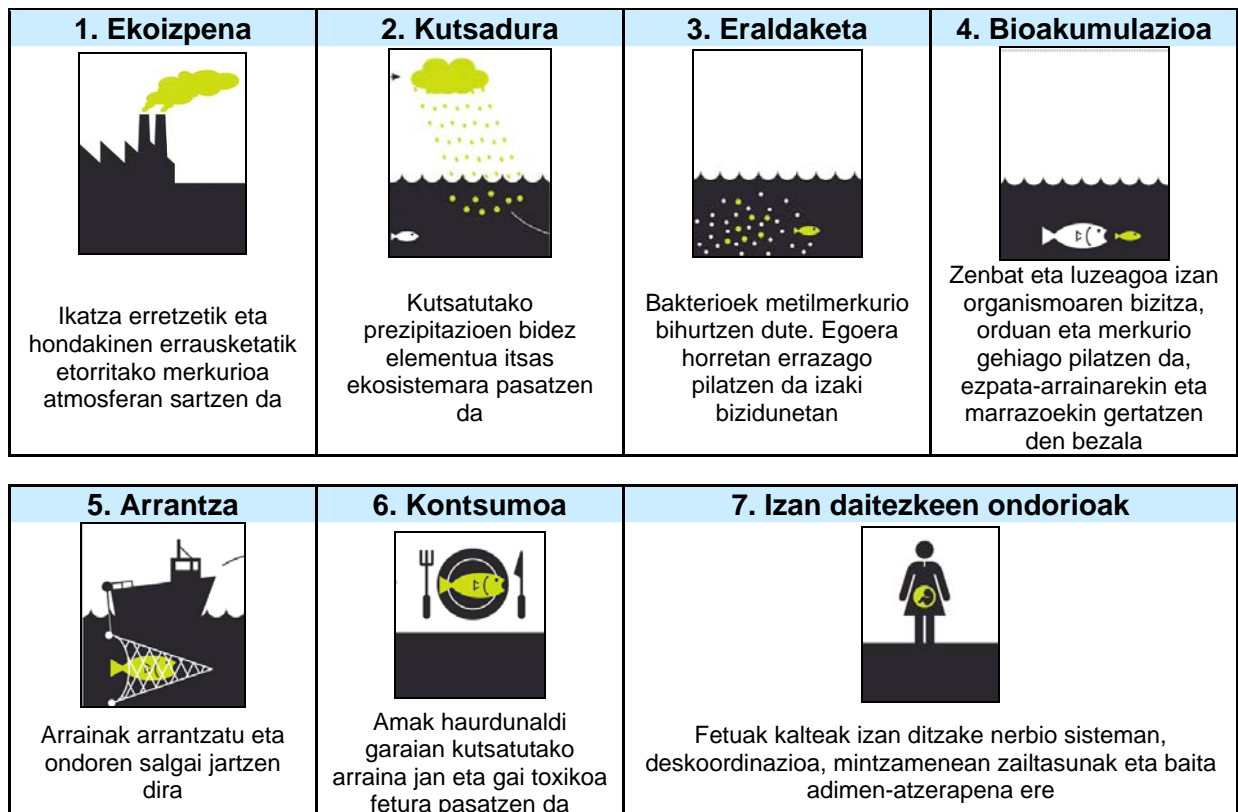 1. Ekoizpena
Ikatza erretzetik eta
hondakinen errausketatik
etorritako merkurioa
atmosferan sartzen da
2. Kutsadura
Kutsatutako
prezipitazioen bidez
elementua itsas
ekosistemara pasatzen
da
3. Eraldaketa
Bakterioek metilmerkurio
bihurtzen dute. Egoera
horretan errazago
pilatzen da izaki
bizidunetan
4. Bioakumulazioa
Zenbat eta luzeagoa izan
organismoaren bizitza,
orduan eta merkurio
gehiago pilatzen da,
ezpata-arrainarekin eta
marrazoekin gertatzen
den bezala
5. Arrantza
Arrainak arrantzatu eta
ondoren salgai jartzen
dira
6. Kontsumoa
Amak haurdunaldi
garaian kutsatutako
arraina jan eta gai toxikoa
fetura pasatzen da
7. Izan daitezkeen ondorioak
Fetuak kalteak izan ditzake nerbio sisteman,
deskoordinazioa, mintzamenean zailtasunak eta baita
adimen-atzerapena ere